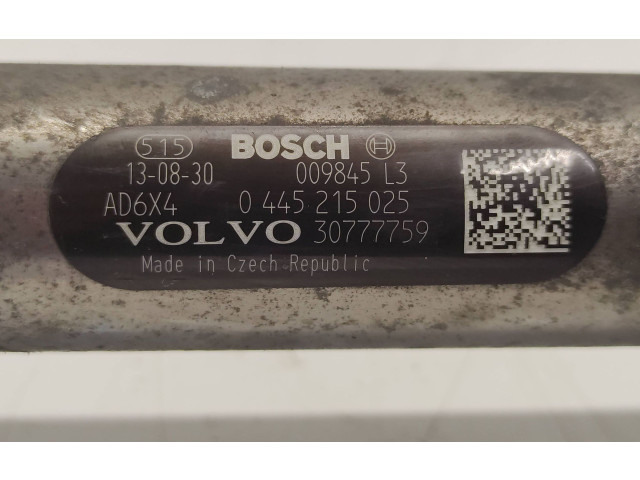 515 BOSCH
13-08-30 009845 L3
AD6X4 0 445 215 025
VOLVO 30777759
Made in Czech Republic